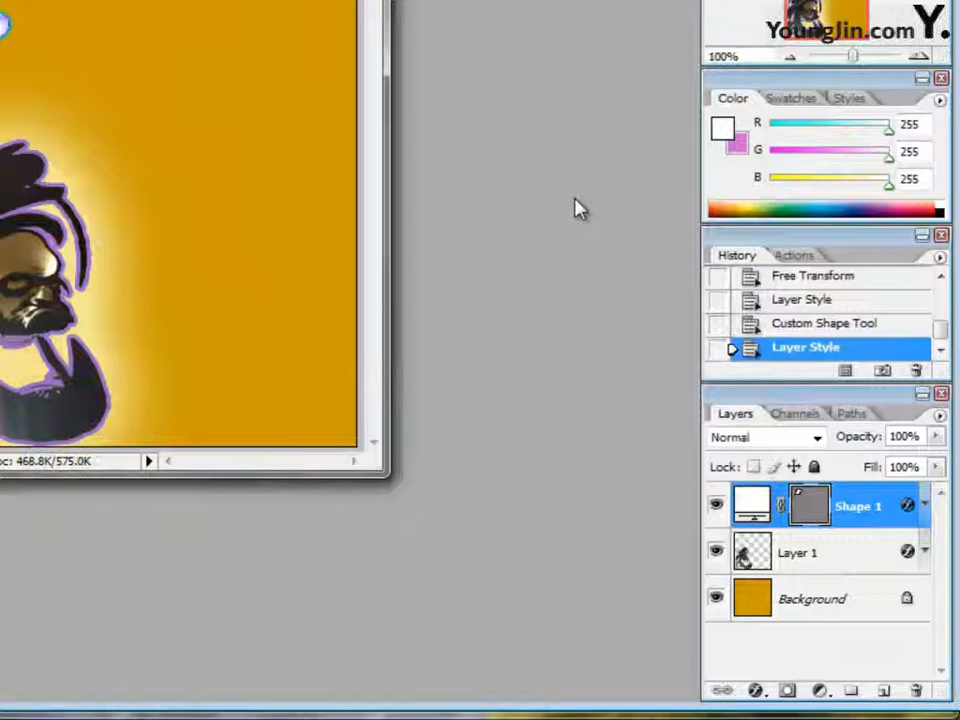 YoungJin.com Y.
100%
Color Swatches Styles
R 255
G 255
B 255
History Actions
Free Transform
Layer Style
Custom Shape Tool
Layer Style
Layers Channels Paths
Normal Opacity: 100%
Lock: Fill: 100%
Shape 1
Layer 1
Background
oc: 468.8K/575.0K